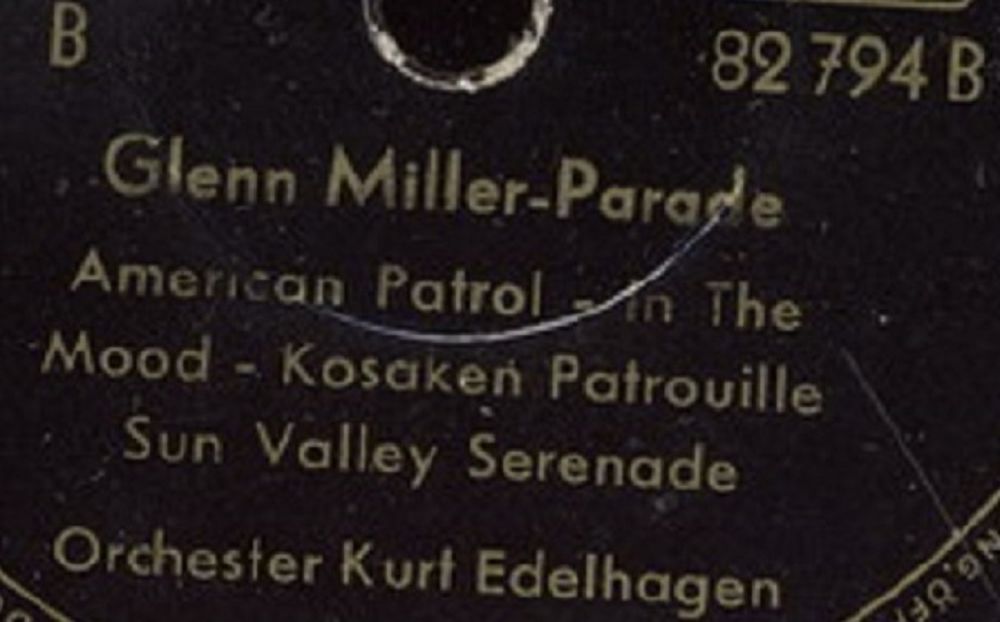 B
82 794 B
Glenn Miller-Parade
American Patrol - In The
Mood - Kosaken Patrouille
Sun Valley Serenade
Orchester Kurt Edelhagen